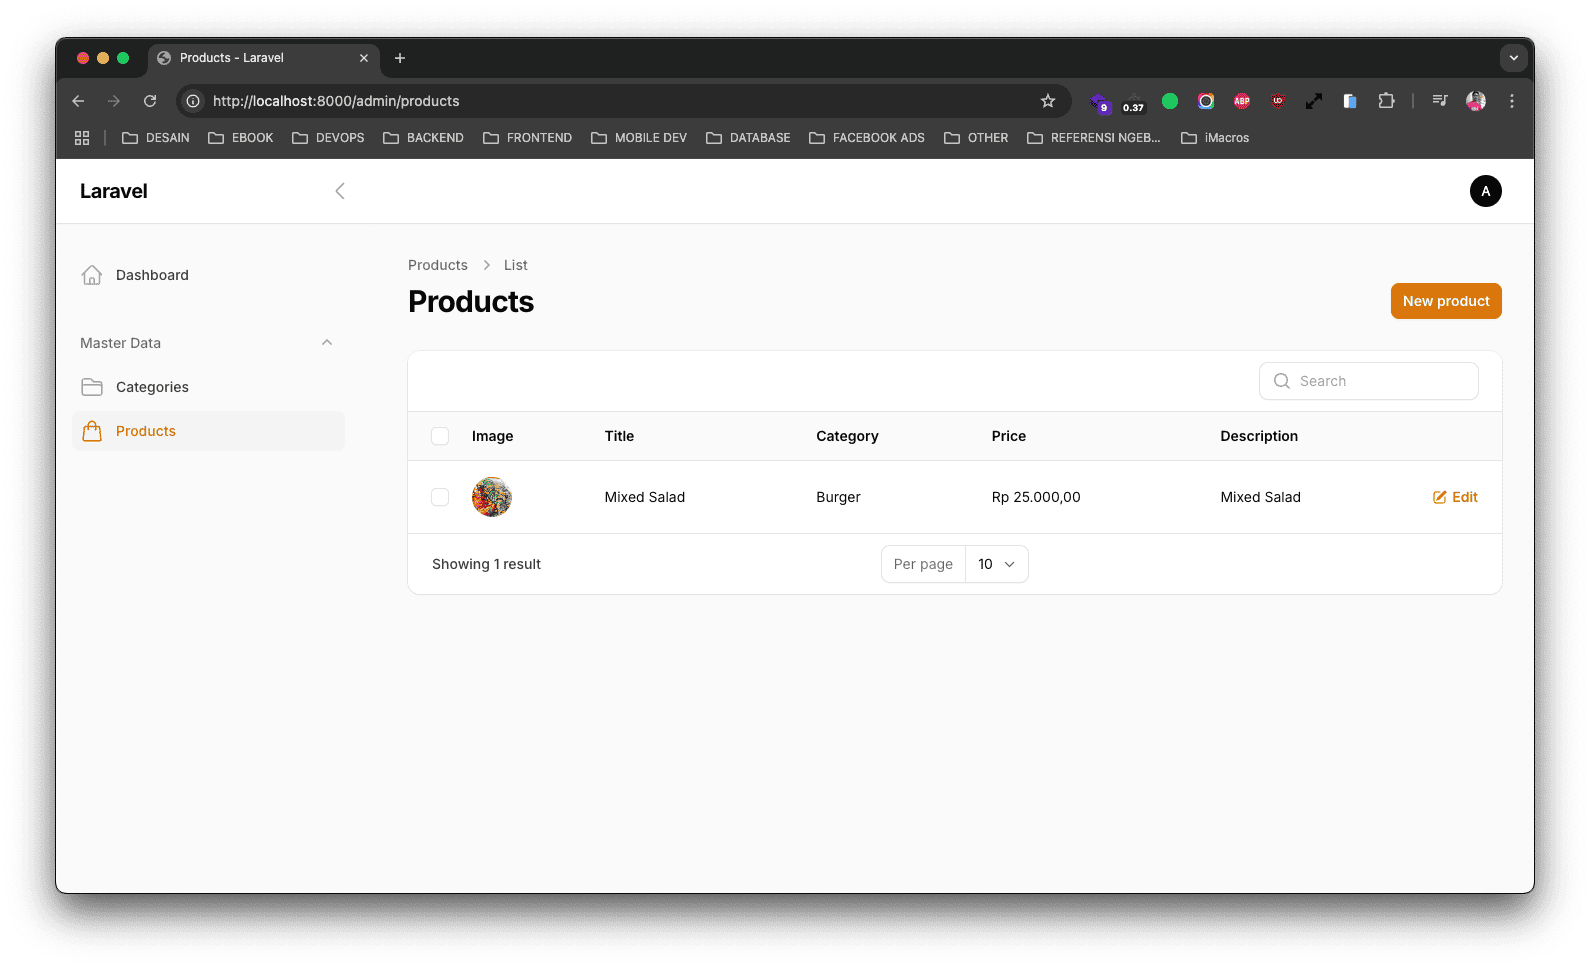 Products - Laravel
http://localhost:8000/admin/products
9
0.37
ABP
DESAIN
EBOOK
DEVOPS
BACKEND
FRONTEND
MOBILE DEV
DATABASE
FACEBOOK ADS
OTHER
REFERENSI NGEB...
iMacros
Laravel
A
Dashboard
Master Data
Categories
Products
Products > List
Products
New product
Search
Image Title Category Price Description
Mixed Salad Burger Rp 25.000,00 Mixed Salad Edit
Showing 1 result
Per page 10